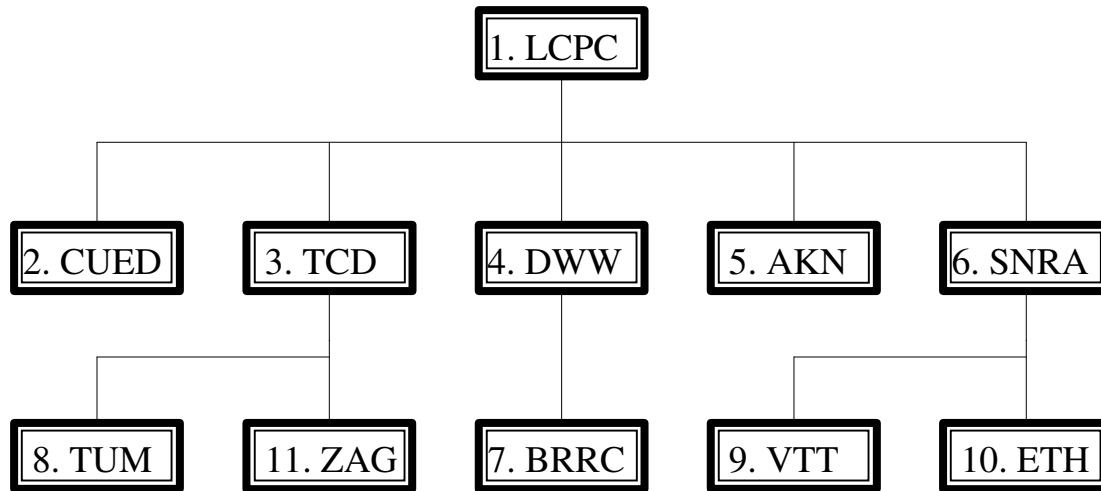 1. LCPC
2. CUED
3. TCD
4. DWW
5. AKN
6. SNRA
8. TUM
11. ZAG
7. BRRC
9. VTT
10. ETH